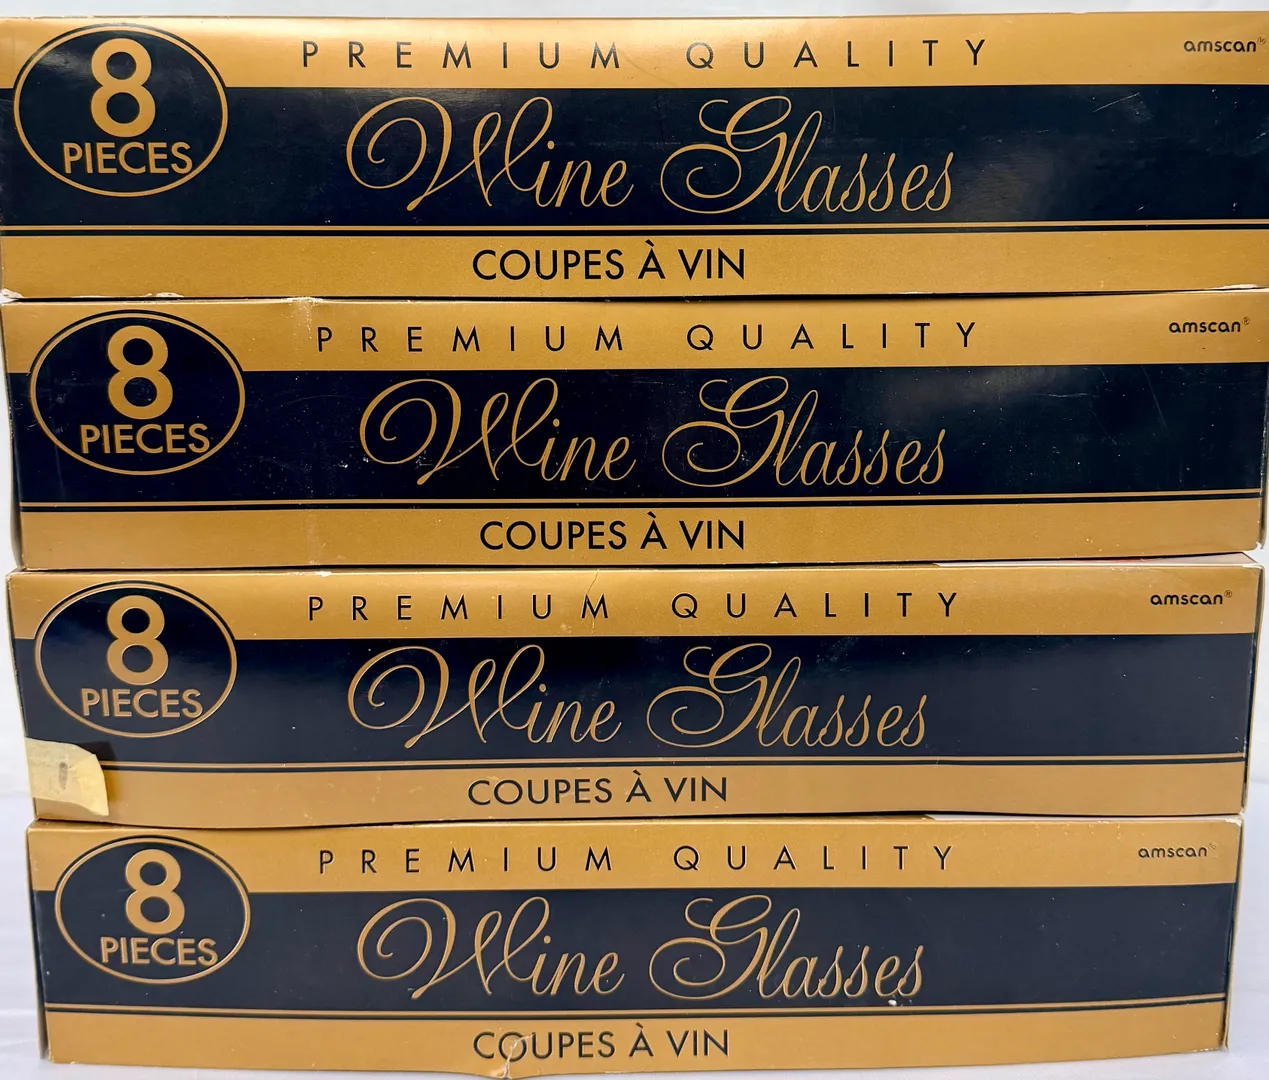 8
PIECES
PREMIUM QUALITY
amscan®
Wine Glasses
COUPES À VIN
8
PIECES
PREMIUM QUALITY
amscan®
Wine Glasses
COUPES À VIN
8
PIECES
PREMIUM QUALITY
amscan®
Wine Glasses
COUPES À VIN
8
PIECES
PREMIUM QUALITY
amscan®
Wine Glasses
COUPES À VIN